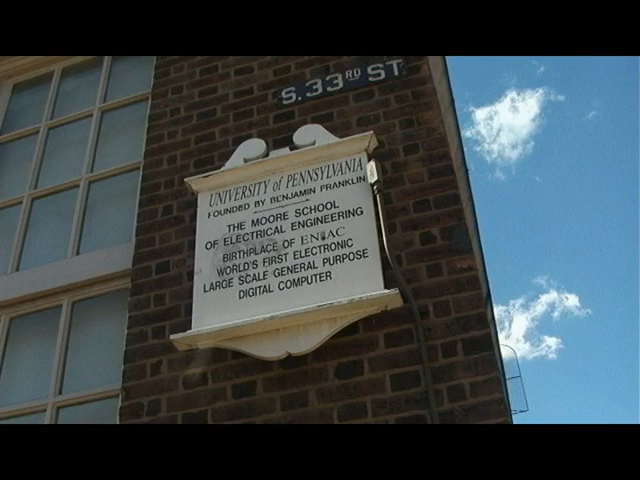 S. 33RD ST
UNIVERSITY of PENNSYLVANIA
FOUNDED BY BENJAMIN FRANKLIN
THE MOORE SCHOOL
OF ELECTRICAL ENGINEERING
BIRTHPLACE OF ENIAC
WORLD'S FIRST ELECTRONIC
LARGE SCALE GENERAL PURPOSE
DIGITAL COMPUTER